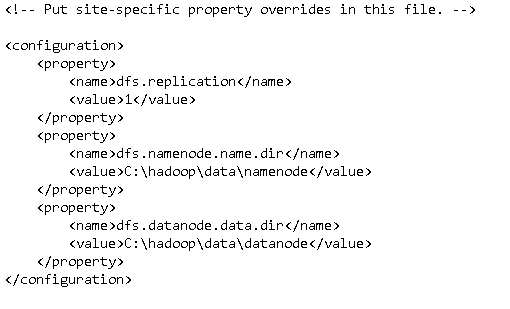 <!-- Put site-specific property overrides in this file. -->

<configuration>
    <property>
        <name>dfs.replication</name>
        <value>1</value>
    </property>
    <property>
        <name>dfs.namenode.name.dir</name>
        <value>C:\hadoop\data\namenode</value>
    </property>
    <property>
        <name>dfs.datanode.data.dir</name>
        <value>C:\hadoop\data\datanode</value>
    </property>
</configuration>